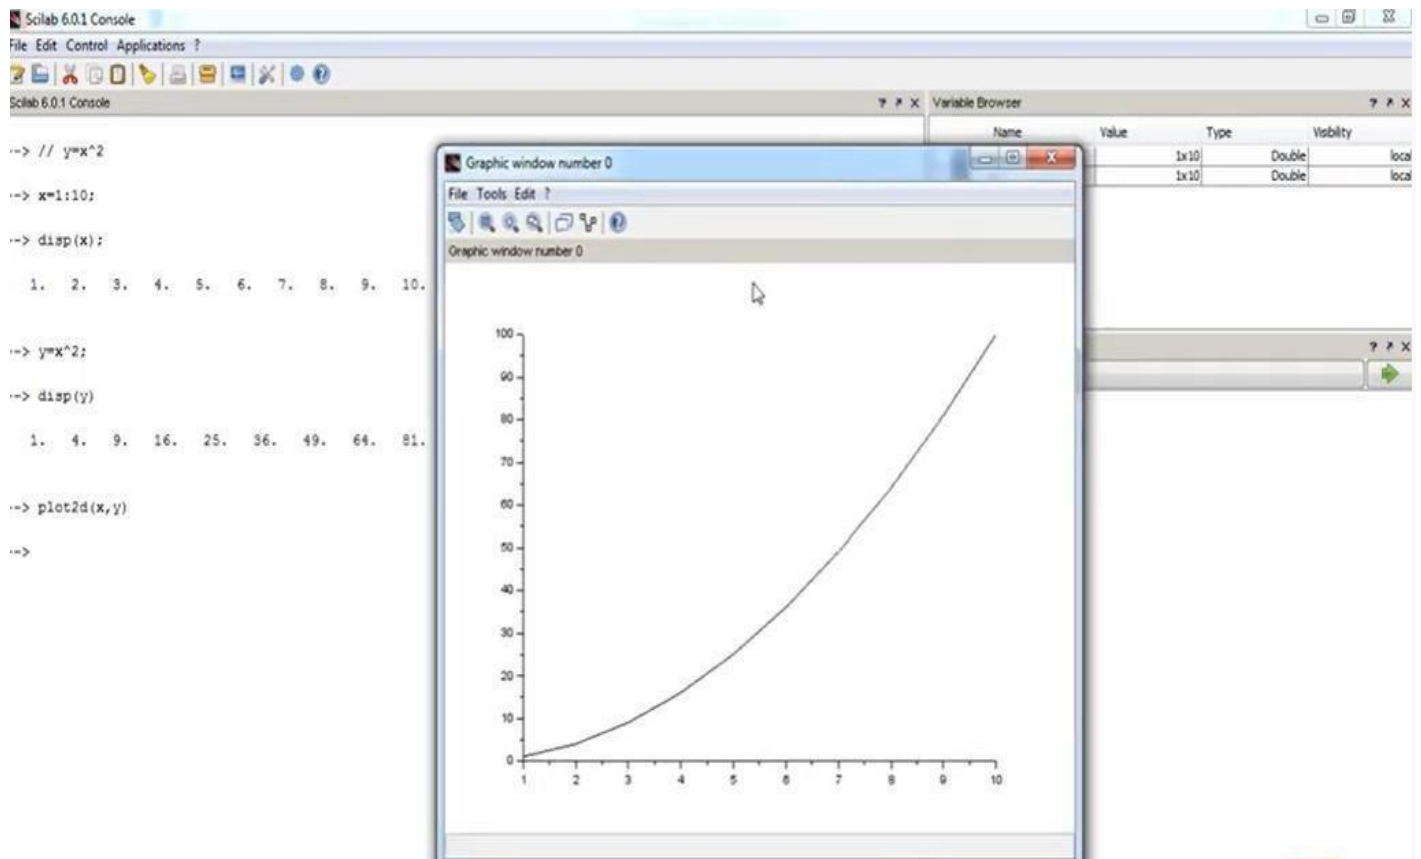 Scilab 6.0.1 Console
File Edit Control Applications ?
Scilab 6.0.1 Console ? ↗ X
--> // y=x^2
--> x=1:10;
--> disp(x);
1. 2. 3. 4. 5. 6. 7. 8. 9. 10.
--> y=x^2;
--> disp(y)
1. 4. 9. 16. 25. 36. 49. 64. 81.
--> plot2d(x,y)
-->
Variable Browser ? ↗ X
Name Value Type Visibility
1x10 Double local
1x10 Double local
? ↗ X
Graphic window number 0
File Tools Edit ?
Graphic window number 0
100
90
80
70
60
50
40
30
20
10
0
1 2 3 4 5 6 7 8 9 10